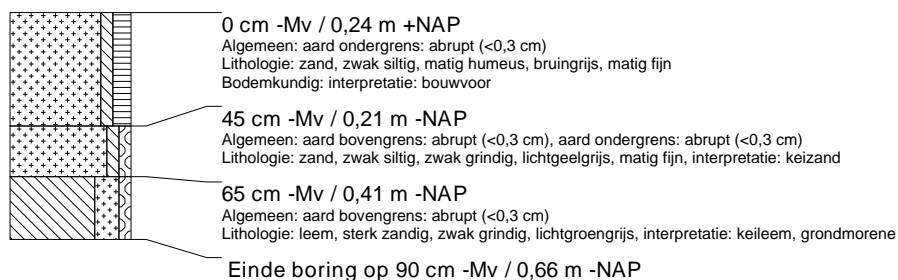 0 cm -Mv / 0,24 m +NAP
Algemeen: aard ondergrens: abrupt (<0,3 cm)
Lithologie: zand, zwak siltig, matig humeus, bruingrijs, matig fijn
Bodemkundig: interpretatie: bouwvoor
45 cm -Mv / 0,21 m -NAP
Algemeen: aard bovengrens: abrupt (<0,3 cm), aard ondergrens: abrupt (<0,3 cm)
Lithologie: zand, zwak siltig, zwak grindig, lichtgeelgrijs, matig fijn, interpretatie: keizand
65 cm -Mv / 0,41 m -NAP
Algemeen: aard bovengrens: abrupt (<0,3 cm)
Lithologie: leem, sterk zandig, zwak grindig, lichtgroengrijs, interpretatie: keileem, grondmorene
Einde boring op 90 cm -Mv / 0,66 m -NAP